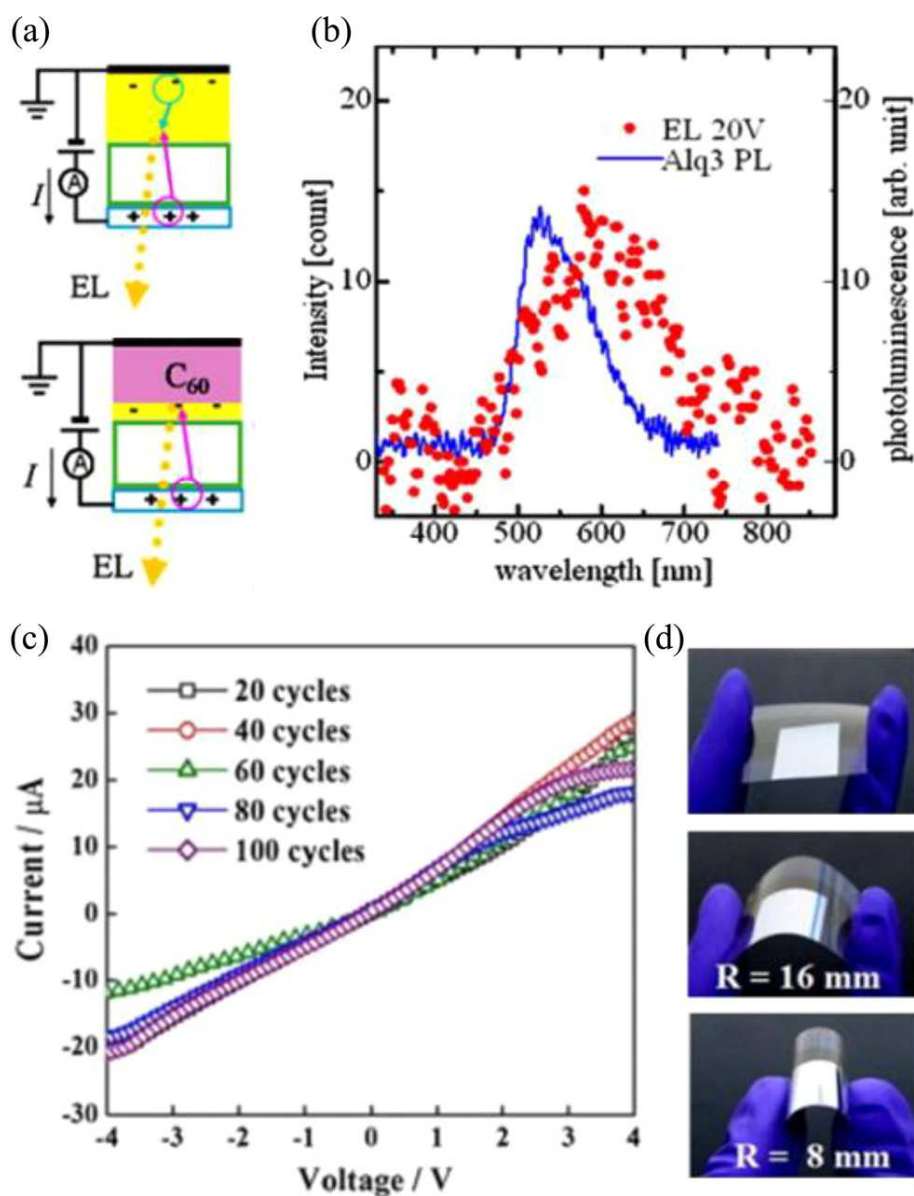 (a)
-
-
-
A
I
+
+
+
EL
C60
-
-
-
A
I
+
+
+
EL
(b)
20
10
0
Intensity [count]
EL 20V
Alq3 PL
20
10
0
photoluminescence [arb. unit]
400 500 600 700 800
wavelength [nm]
(c)
40
30
20
10
0
-10
-20
-30
Current / μA
20 cycles
40 cycles
60 cycles
80 cycles
100 cycles
-4 -3 -2 -1 0 1 2 3 4
Voltage / V
(d)
R = 16 mm
R = 8 mm